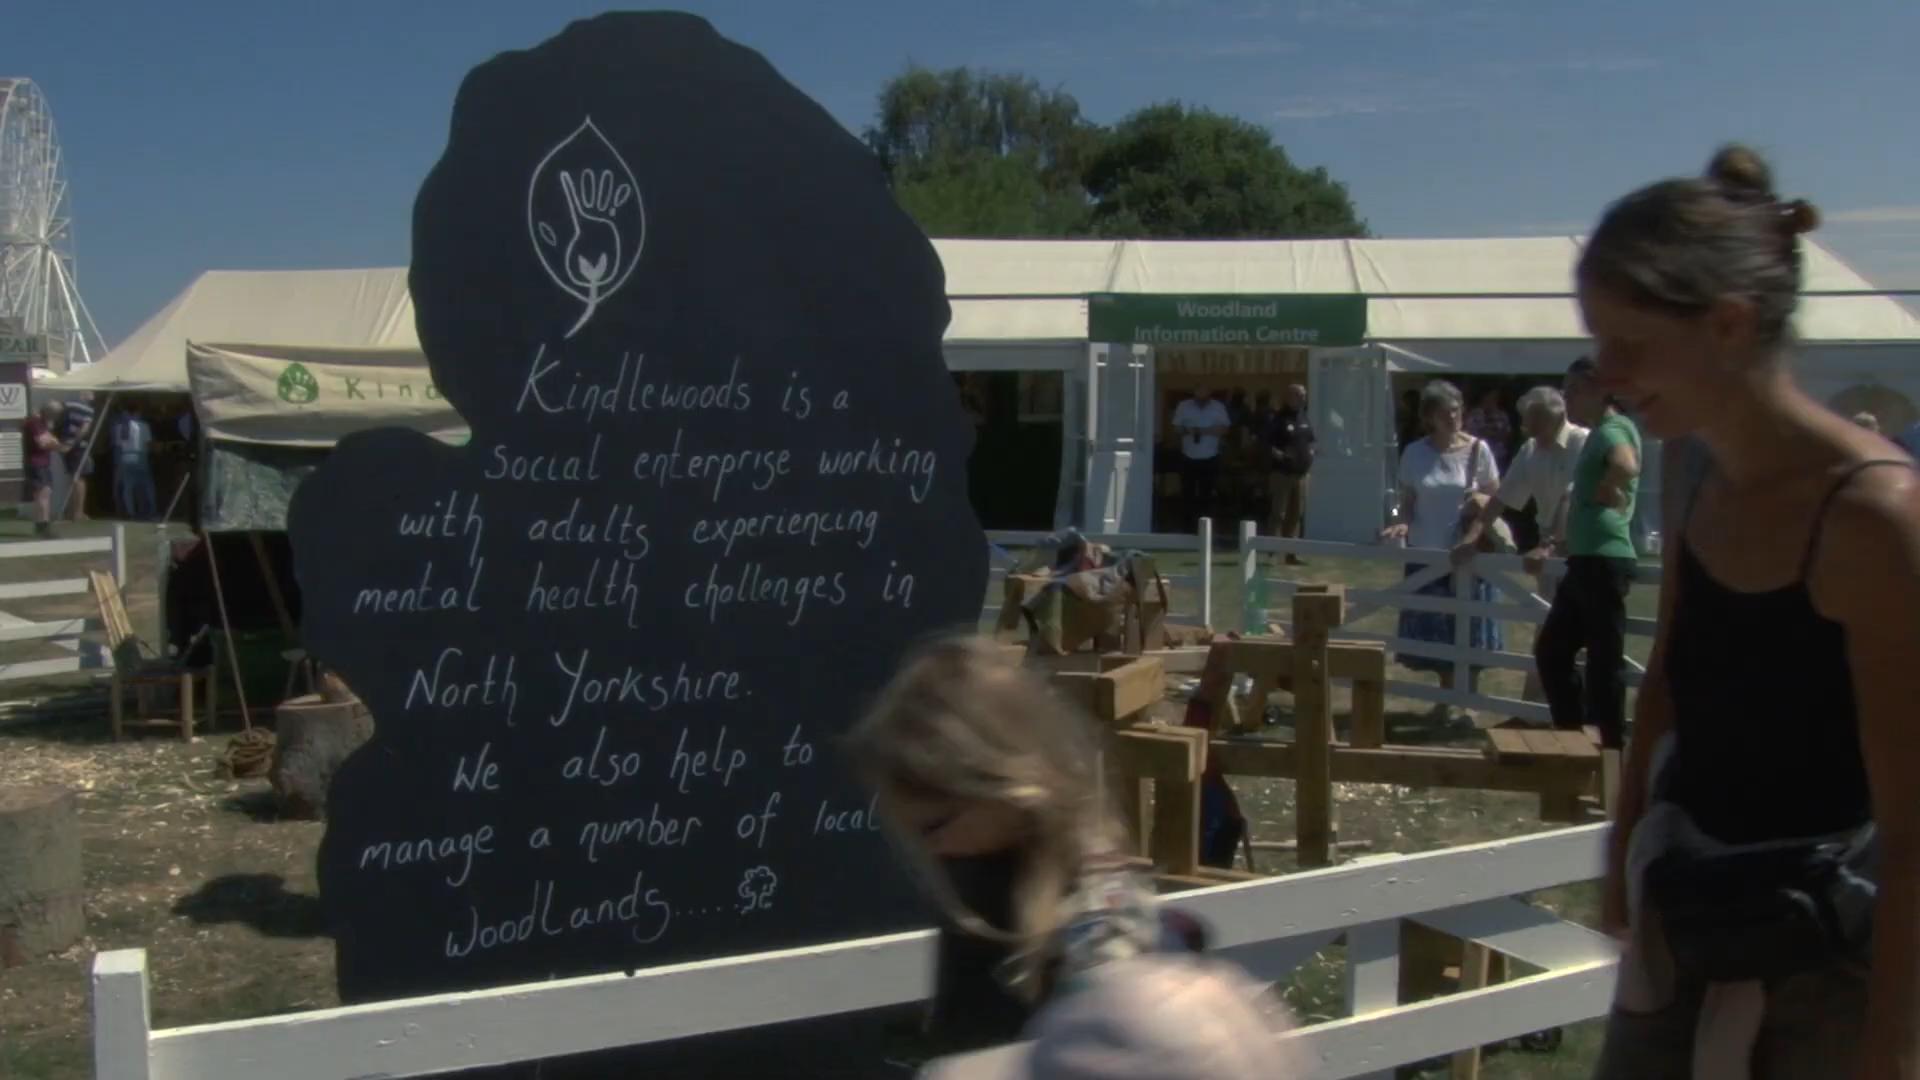 Kindlewoods is a
social enterprise working
with adults experiencing
mental health challenges in
North Yorkshire.
We also help to
manage a number of local
woodlands.....
Woodland
Information Centre
Kind